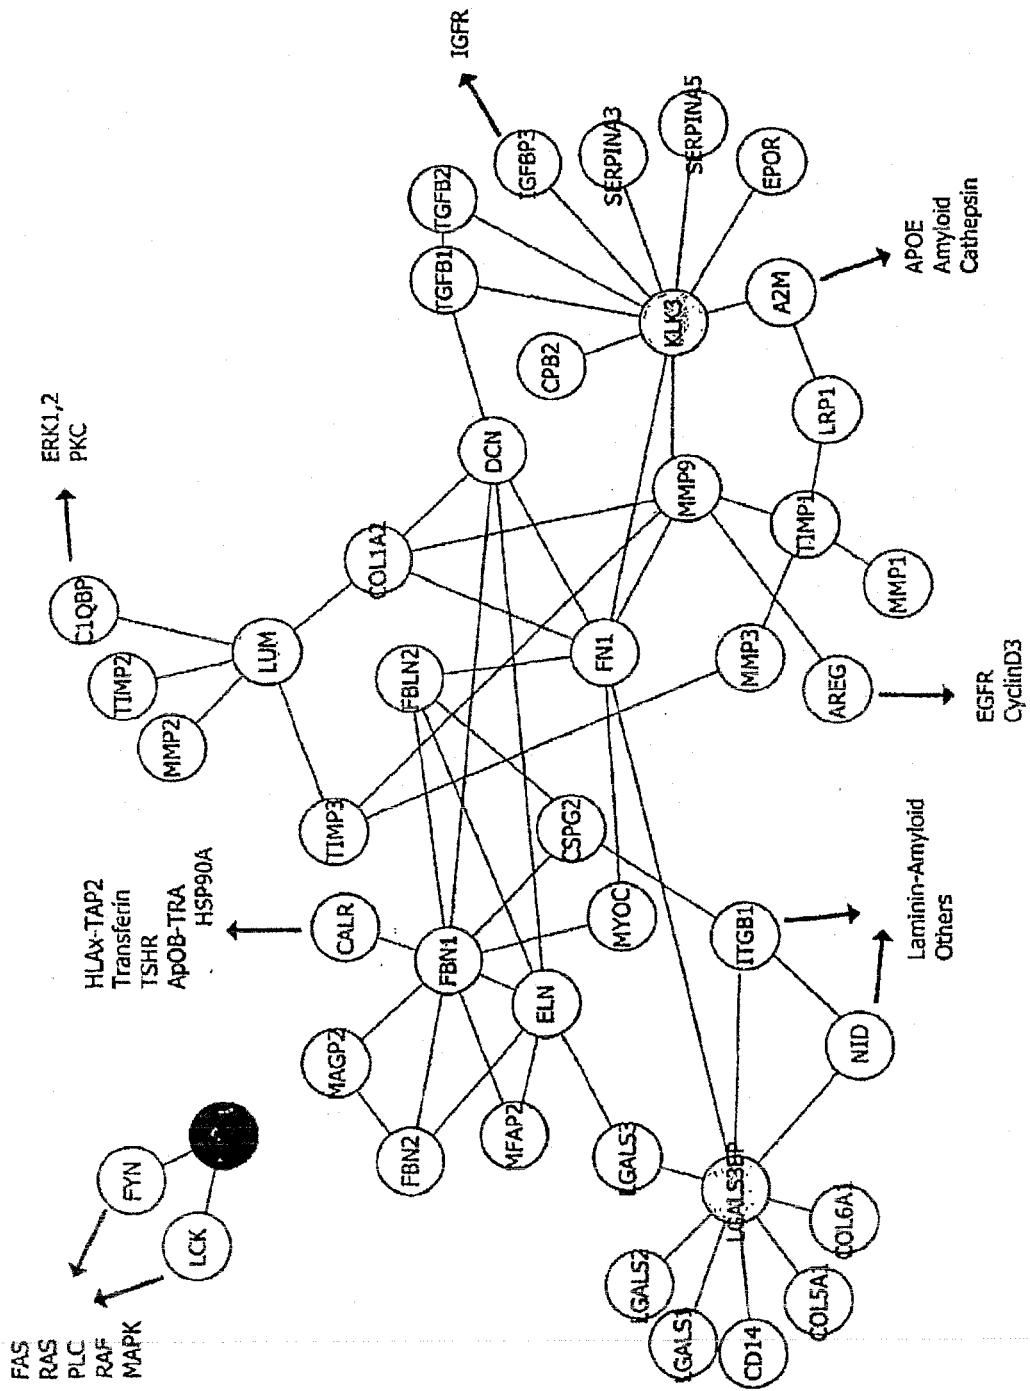 FAS
RAS
PLC
RAF
MAPK
FYN
LCK
HLAx-TAP2
Transferin
TSHR
ApOB-TRA
HSP90A
ERK1,2
PKC
C1QBP
TIMP2
MMP2
LUM
TIMP3
CALR
MAGP2
FBN2
FBN1
COL1A2
FBLN2
TGFB1
TGFB2
IGFR
IGFBP3
DCN
CPB2
MFAP2
ELN
CSPG2
FN1
SERPINA3
SERPINA5
LGALS3
MYOC
MMP9
KLK3
EPOR
LGALS2
LGALS1
LGALS3BP
ITGB1
MMP3
TIMP1
A2M
CD14
COL5A1
COL6A1
NID
AREG
LRP1
MMP1
Laminin-Amyloid
Others
EGFR
CyclinD3
APOE
Amyloid
Cathepsin